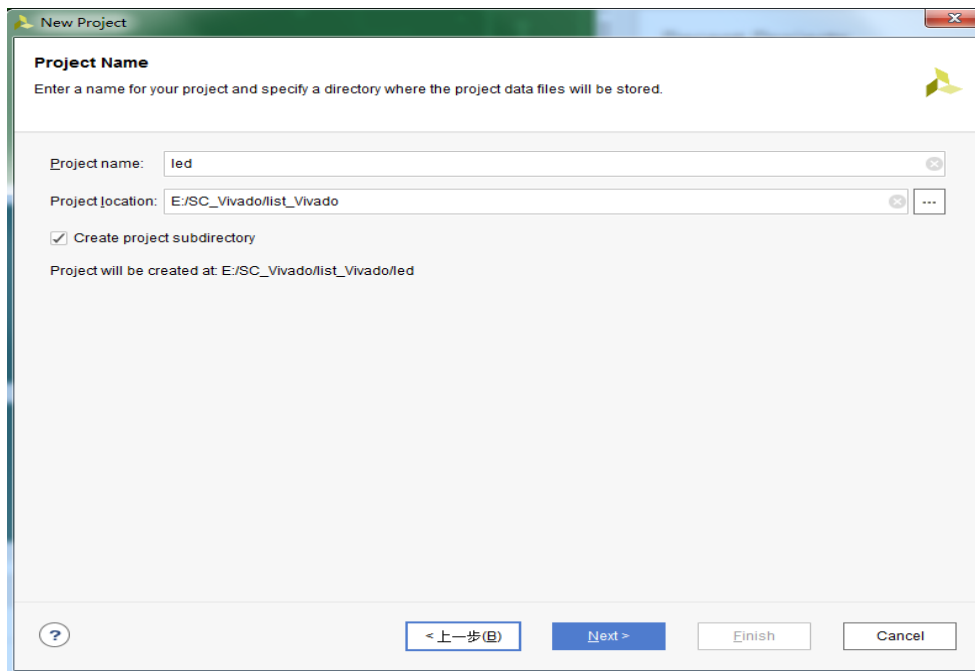 New Project
Project Name
Enter a name for your project and specify a directory where the project data files will be stored.
Project name: led
Project location: E:/SC_Vivado/list_Vivado ...
Create project subdirectory
Project will be created at: E:/SC_Vivado/list_Vivado/led
? < 上一步(B) Next > Finish Cancel